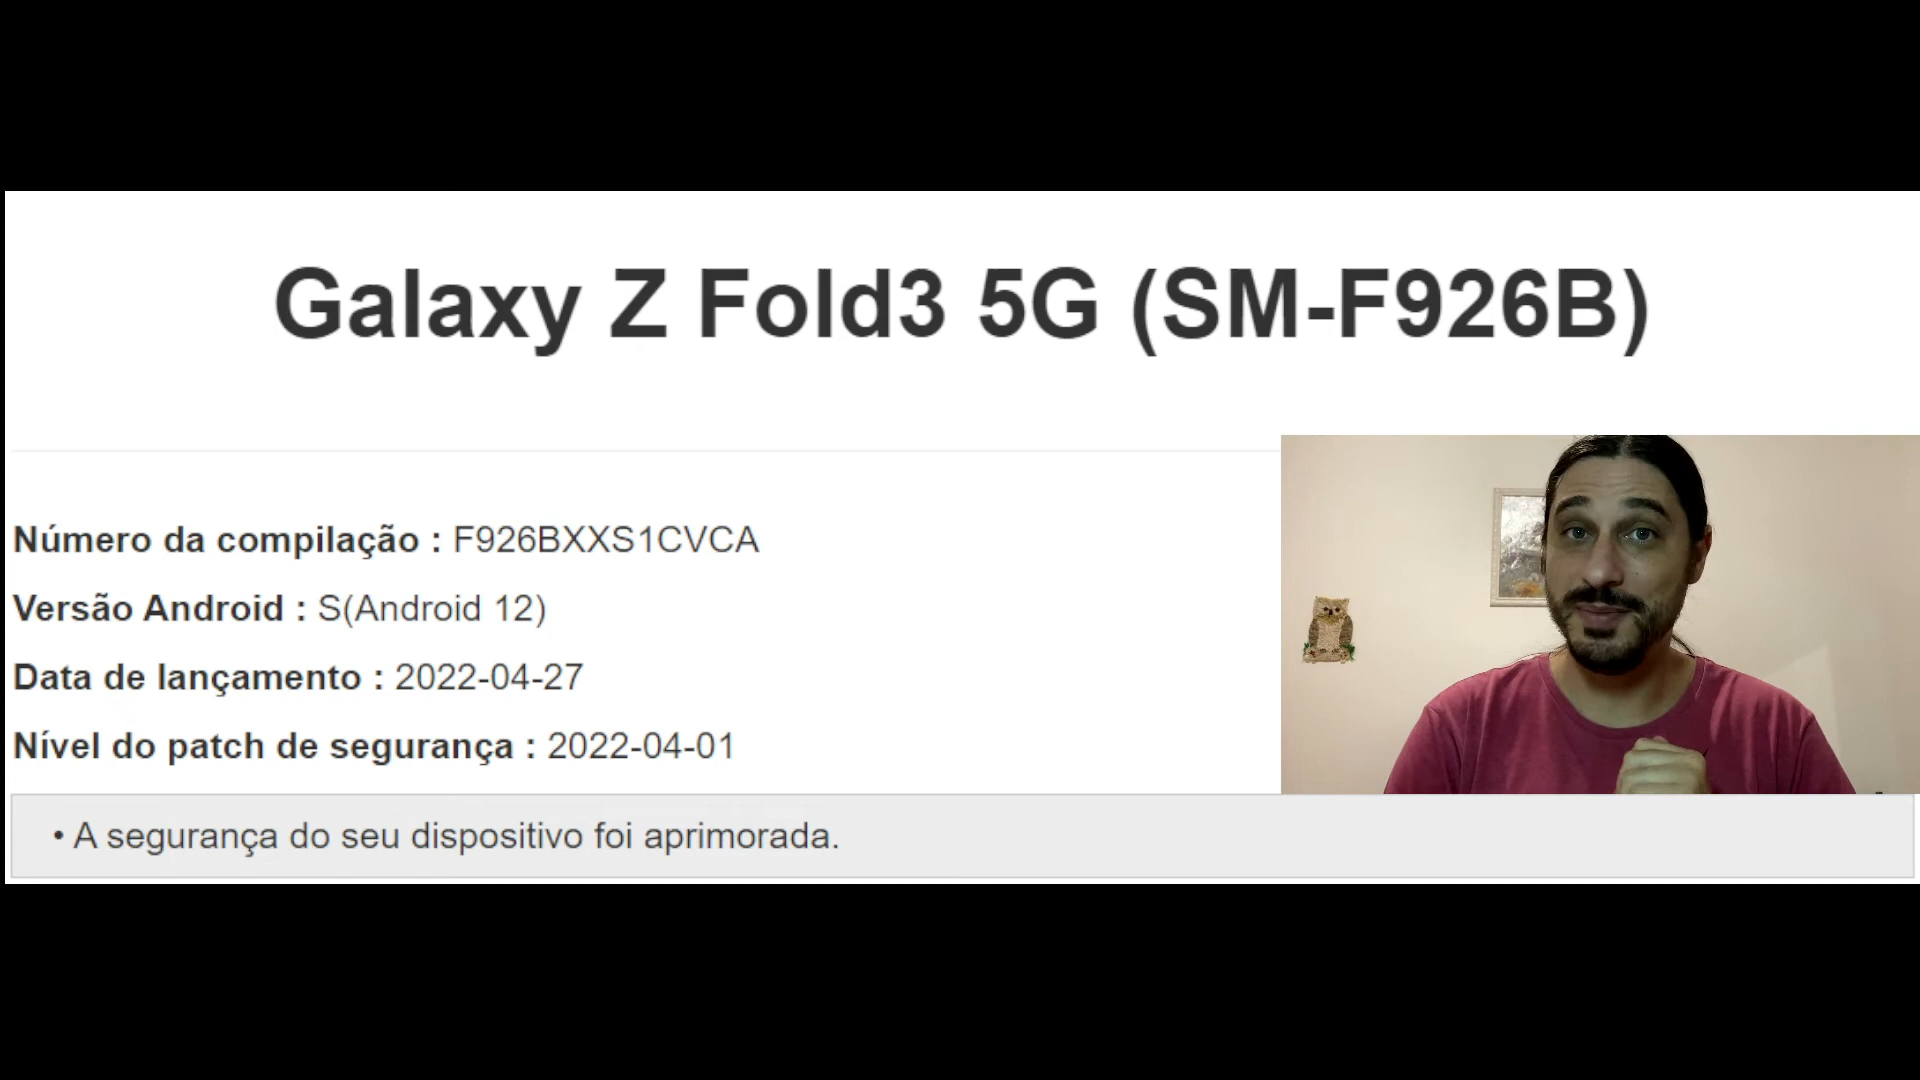 Galaxy Z Fold3 5G (SM-F926B)
Número da compilação : F926BXXS1CVCA
Versão Android : S(Android 12)
Data de lançamento : 2022-04-27
Nível do patch de segurança : 2022-04-01
• A segurança do seu dispositivo foi aprimorada.